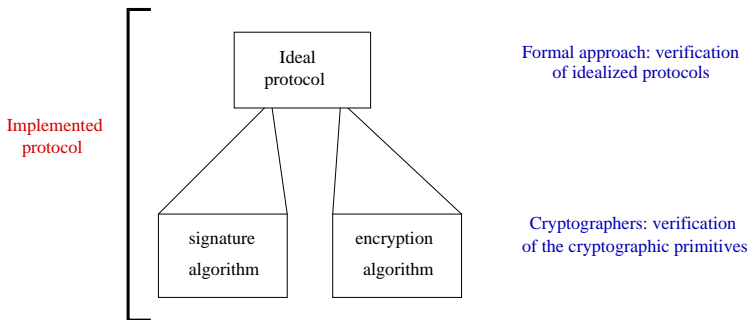 Ideal
protocol
Formal approach: verification
of idealized protocols
Implemented
protocol
signature
algorithm
encryption
algorithm
Cryptographers: verification
of the cryptographic primitives